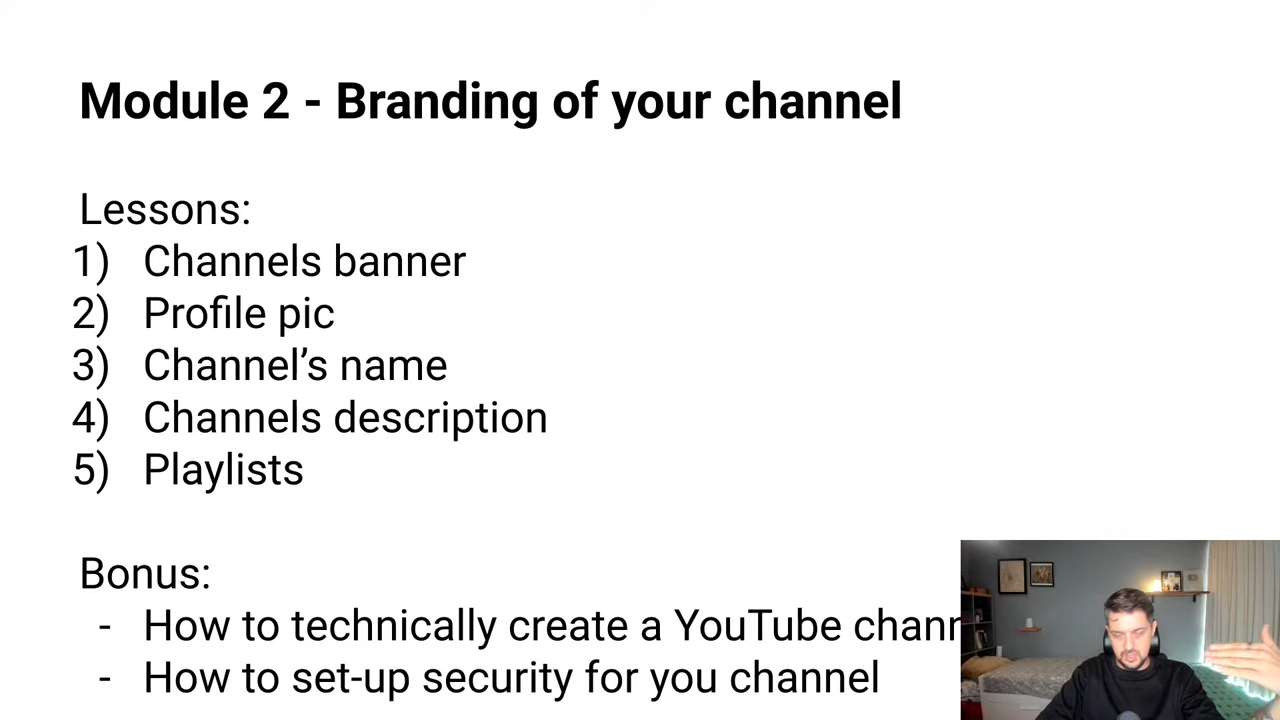 Module 2 - Branding of your channel
Lessons:
1) Channels banner
2) Profile pic
3) Channel’s name
4) Channels description
5) Playlists
Bonus:
- How to technically create a YouTube
- How to set-up security for you channel